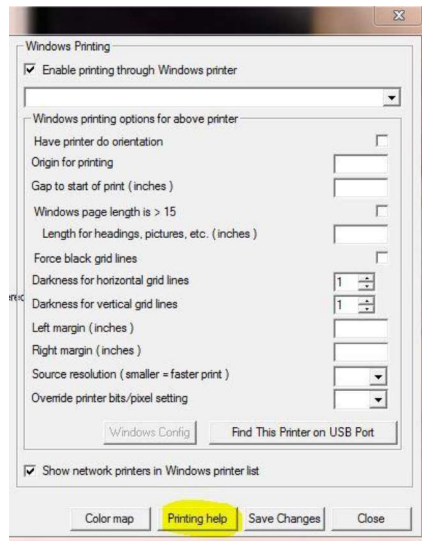 Windows Printing
Enable printing through Windows printer
Windows printing options for above printer
Have printer do orientation
Origin for printing
Gap to start of print ( inches )
Windows page length is > 15
Length for headings, pictures, etc. ( inches )
Force black grid lines
Darkness for horizontal grid lines 1
Darkness for vertical grid lines 1
Left margin ( inches )
Right margin ( inches )
Source resolution ( smaller = faster print )
Override printer bits/pixel setting
Windows Config Find This Printer on USB Port
Show network printers in Windows printer list
Color map Printing help Save Changes Close